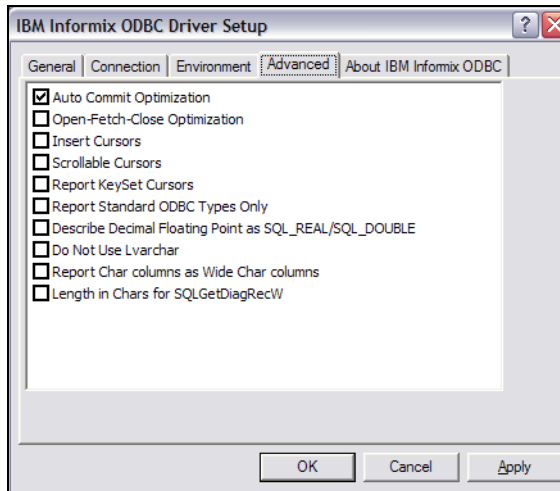 IBM Informix ODBC Driver Setup
General Connection Environment Advanced About IBM Informix ODBC
Auto Commit Optimization
Open-Fetch-Close Optimization
Insert Cursors
Scrollable Cursors
Report KeySet Cursors
Report Standard ODBC Types Only
Describe Decimal Floating Point as SQL_REAL/SQL_DOUBLE
Do Not Use Lvarchar
Report Char columns as Wide Char columns
Length in Chars for SQLGetDiagRecW
OK Cancel Apply